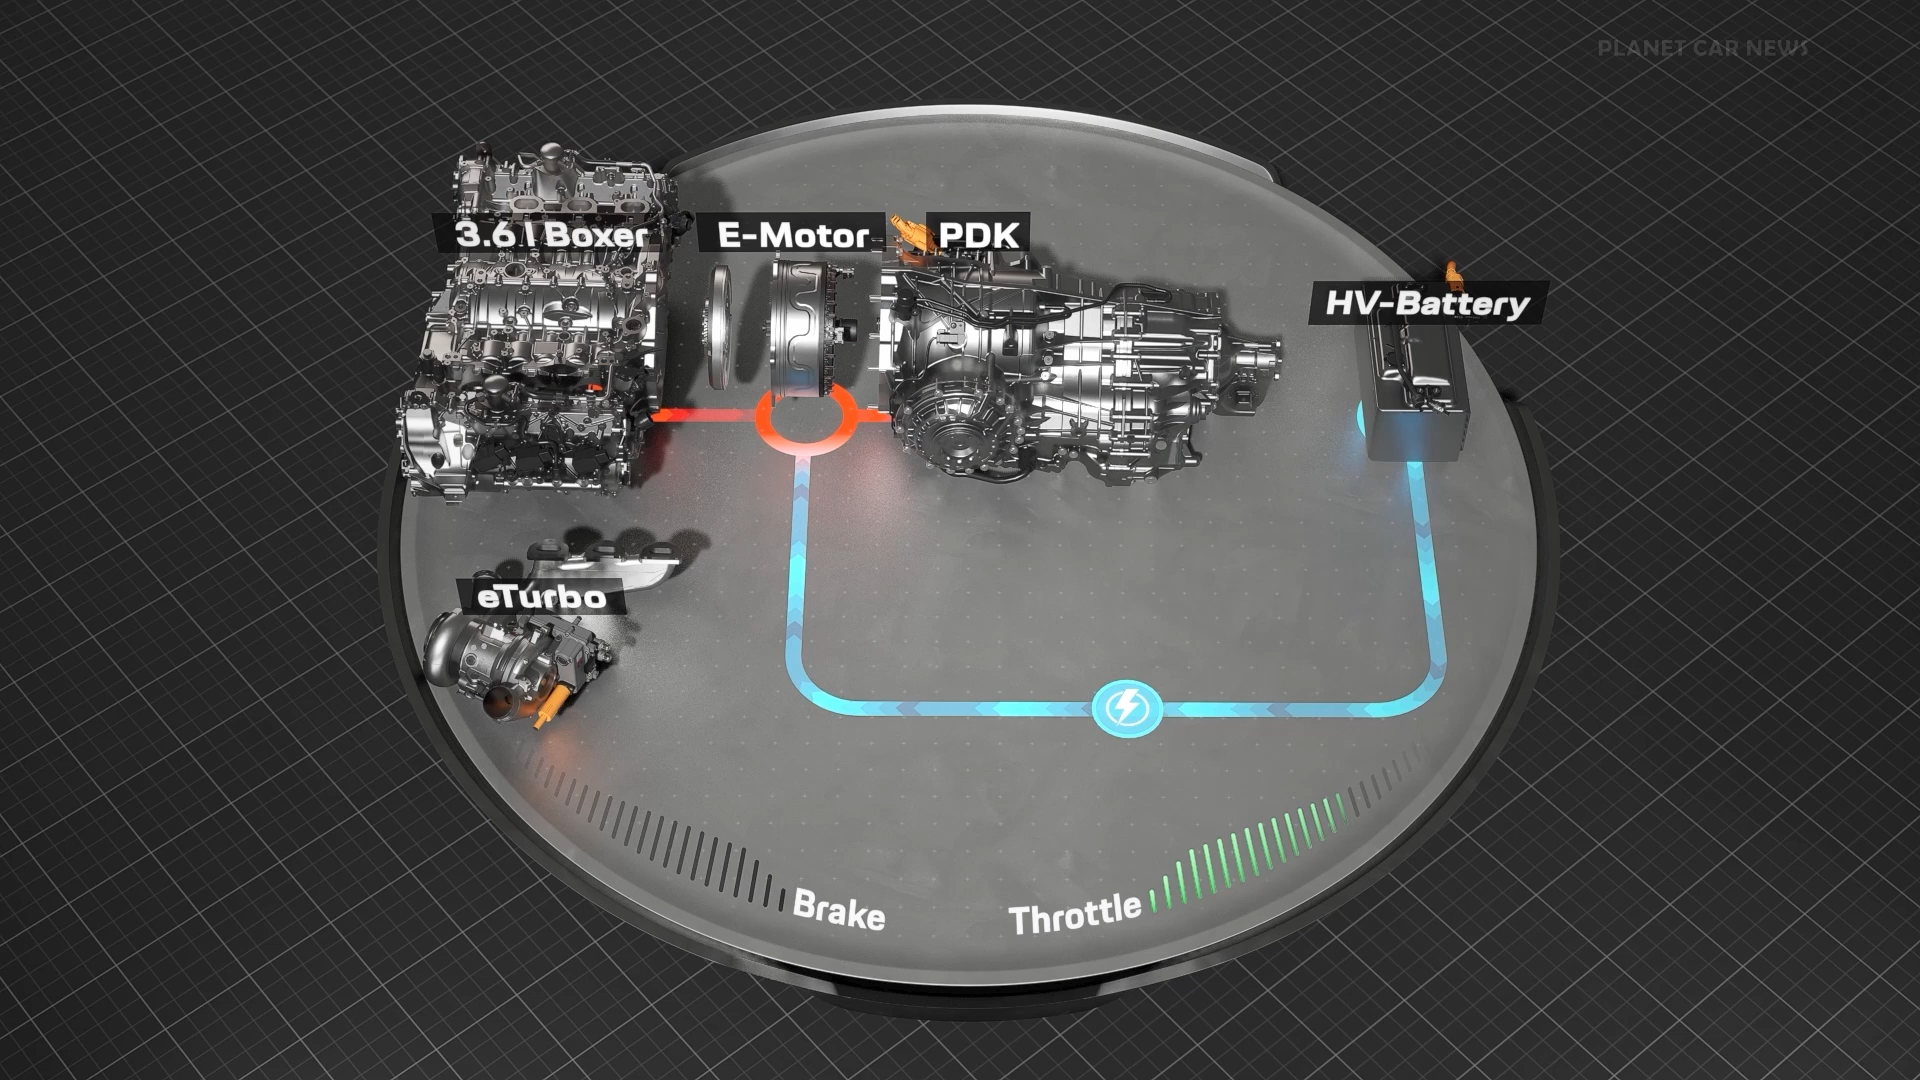 PLANET CAR NEWS
3.6 l Boxer
E-Motor
PDK
HV-Battery
eTurbo
Brake
Throttle